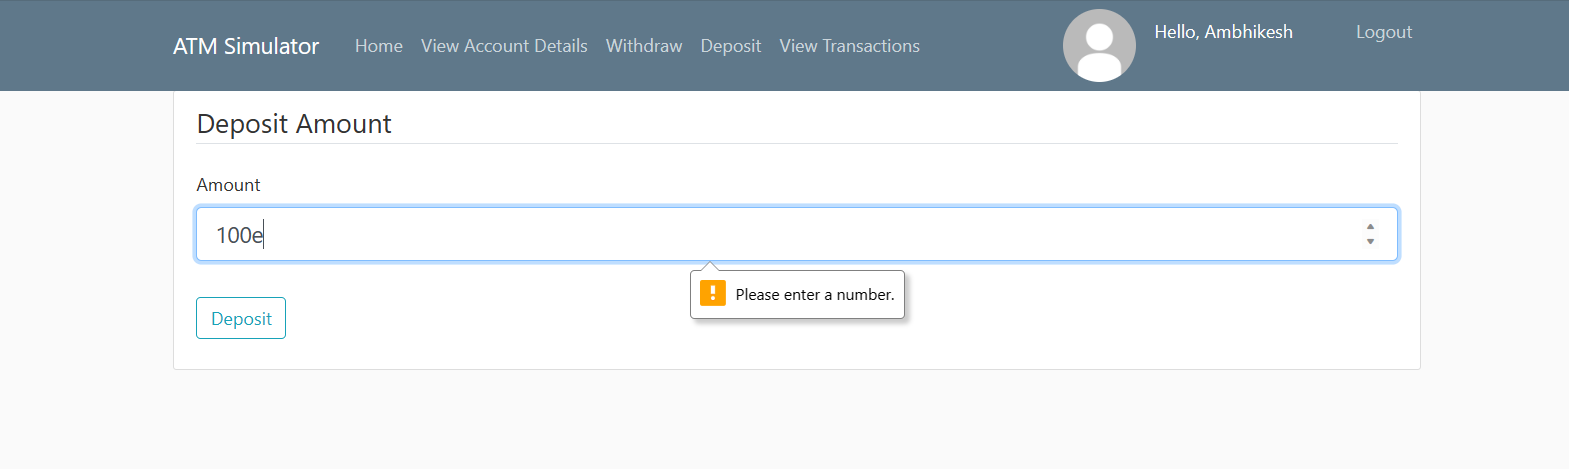 ATM Simulator Home View Account Details Withdraw Deposit View Transactions Hello, Ambhikesh Logout
Deposit Amount
Amount
100e
! Please enter a number.
Deposit